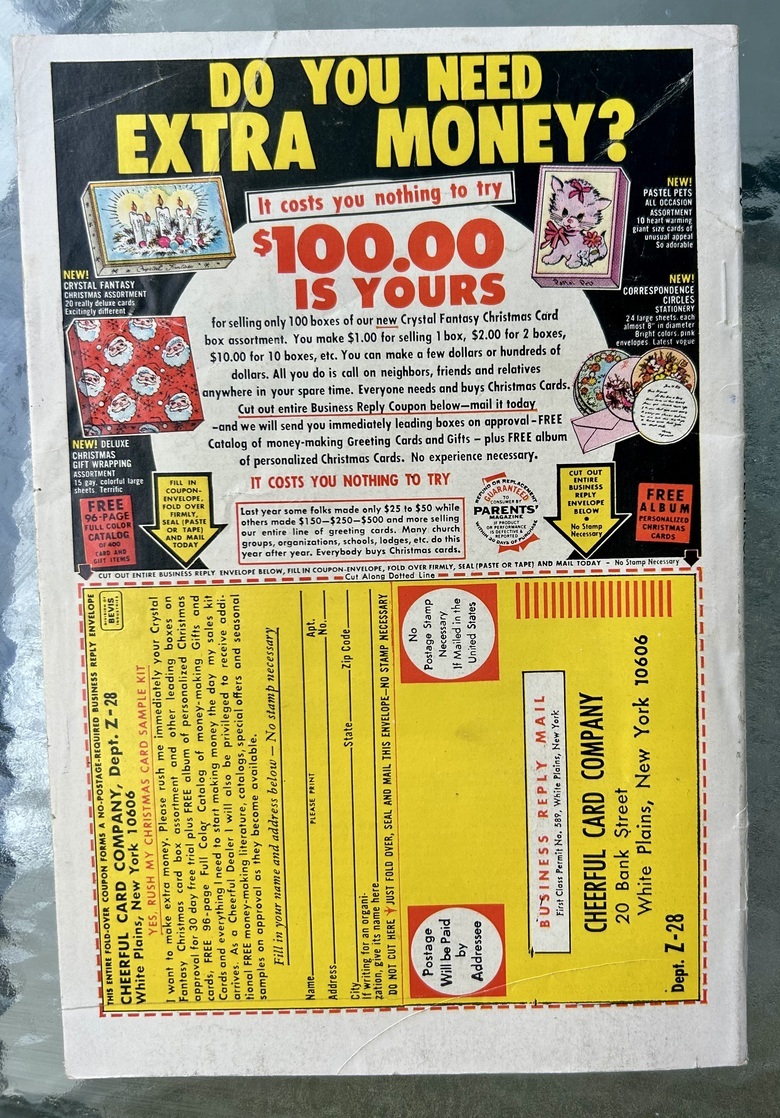 DO YOU NEED
EXTRA MONEY?
It costs you nothing to try
$100.00
IS YOURS
for selling only 100 boxes of our new Crystal Fantasy Christmas Card
box assortment. You make $1.00 for selling 1 box, $2.00 for 2 boxes,
$10.00 for 10 boxes, etc. You can make a few dollars or hundreds of
dollars. All you do is call on neighbors, friends and relatives
anywhere in your spare time. Everyone needs and buys Christmas Cards.
Cut out entire Business Reply Coupon below—mail it today
-and we will send you immediately leading boxes on approval-FREE
Catalog of money-making Greeting Cards and Gifts - plus FREE album
of personalized Christmas Cards. No experience necessary.
IT COSTS YOU NOTHING TO TRY
Last year some folks made only $25 to $50 while
others made $150—$250—$500 and more selling
our entire line of greeting cards. Many church
groups, organizations, schools, lodges, etc. do this
year after year. Everybody buys Christmas cards.
NEW!
CRYSTAL FANTASY
CHRISTMAS ASSORTMENT
20 really deluxe cards
Excitingly different
NEW! DELUXE
CHRISTMAS
GIFT WRAPPING
ASSORTMENT
15 gay, colorful large
sheets. Terrific
NEW!
PASTEL PETS
ALL OCCASION
ASSORTMENT
10 heart warming
giant size cards of
unusual appeal
So adorable
NEW!
CORRESPONDENCE
CIRCLES
STATIONERY
24 large sheets, each
almost 8" in diameter
Bright colors, pink
envelopes. Latest vogue
FREE
96-PAGE
FULL COLOR
CATALOG
OF 400
CARD AND
GIFT ITEMS
FILL IN
COUPON-
ENVELOPE,
FOLD OVER
FIRMLY,
SEAL (PASTE
OR TAPE)
AND MAIL
TODAY
REFUND OR REPLACEMENT
GUARANTEED
TO CONSUMER BY
PARENTS'
MAGAZINE
IF PRODUCT
OR PERFORMANCE
IS DEFECTIVE &
REPORTED
CUT OUT
ENTIRE
BUSINESS
REPLY
ENVELOPE
BELOW
No Stamp
Necessary
FREE
ALBUM
PERSONALIZED
CHRISTMAS
CARDS
CUT OUT ENTIRE BUSINESS REPLY ENVELOPE BELOW, FILL IN COUPON-ENVELOPE, FOLD OVER FIRMLY, SEAL (PASTE OR TAPE) AND MAIL TODAY - No Stamp Necessary
Cut Along Dotted Line
THIS ENTIRE FOLD-OVER COUPON FORMS A NO-POSTAGE-REQUIRED BUSINESS REPLY ENVELOPE
CHEERFUL CARD COMPANY, Dept. Z-28
White Plains, New York 10606
BEVIS
YES, RUSH MY CHRISTMAS CARD SAMPLE KIT
I want to make extra money. Please rush me immediately your Crystal
Fantasy Christmas card box assortment and other leading boxes on
approval for 30 day free trial plus FREE album of personalized Christmas
cards, FREE 96-page Full Color Catalog of money-making Gifts and
Cards and everything I need to start making money the day my sales kit
arrives. As a Cheerful Dealer I will also be privileged to receive addi-
tional FREE money-making literature, catalogs, special offers and seasonal
samples on approval as they become available.
Fill in your name and address below — No stamp necessary
Name
PLEASE PRINT
Address
Apt.
No.
City
State
Zip Code
If writing for an organi-
zation, give its name here
DO NOT CUT HERE JUST FOLD OVER, SEAL AND MAIL THIS ENVELOPE—NO STAMP NECESSARY
Postage
Will be Paid
by
Addressee
No
Postage Stamp
Necessary
If Mailed in the
United States
BUSINESS REPLY MAIL
First Class Permit No. 589, White Plains, New York
CHEERFUL CARD COMPANY
20 Bank Street
White Plains, New York 10606
Dept. Z-28